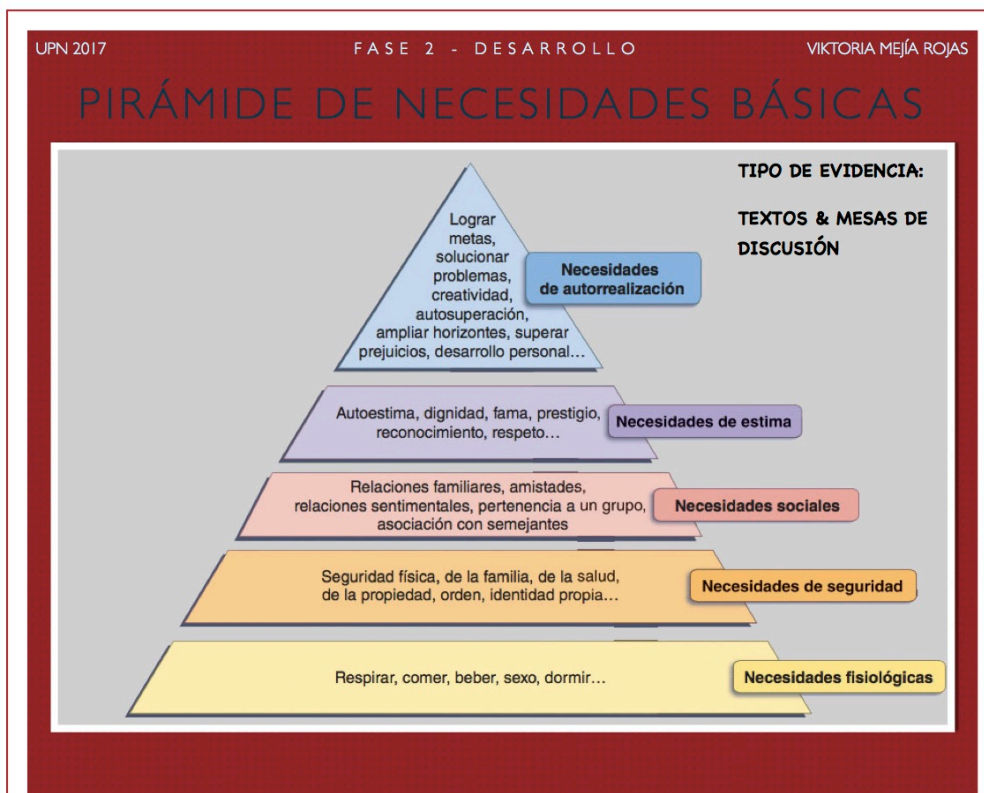 UPN 2017
FASE 2 - DESARROLLO
VIKTORIA MEJÍA ROJAS
PIRÁMIDE DE NECESIDADES BÁSICAS
TIPO DE EVIDENCIA:
TEXTOS & MESAS DE
DISCUSIÓN
Lograr
metas,
solucionar
problemas,
creatividad,
autosuperación,
ampliar horizontes, superar
prejuicios, desarrollo personal...
Necesidades
de autorrealización
Autoestima, dignidad, fama, prestigio,
reconocimiento, respeto...
Necesidades de estima
Relaciones familiares, amistades,
relaciones sentimentales, pertenencia a un grupo,
asociación con semejantes
Necesidades sociales
Seguridad física, de la familia, de la salud,
de la propiedad, orden, identidad propia...
Necesidades de seguridad
Respirar, comer, beber, sexo, dormir...
Necesidades fisiológicas